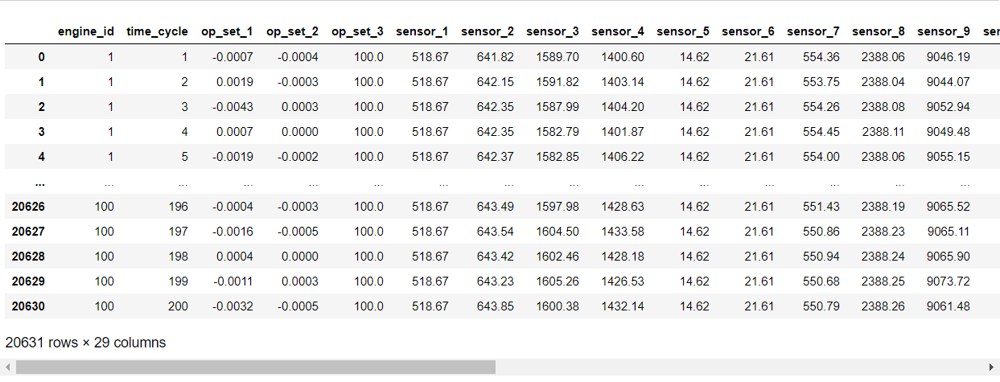 engine_id time_cycle op_set_1 op_set_2 op_set_3 sensor_1 sensor_2 sensor_3 sensor_4 sensor_5 sensor_6 sensor_7 sensor_8 sensor_9
0 1 1 -0.0007 -0.0004 100.0 518.67 641.82 1589.70 1400.60 14.62 21.61 554.36 2388.06 9046.19
1 1 2 0.0019 -0.0003 100.0 518.67 642.15 1591.82 1403.14 14.62 21.61 553.75 2388.04 9044.07
2 1 3 -0.0043 0.0003 100.0 518.67 642.35 1587.99 1404.20 14.62 21.61 554.26 2388.08 9052.94
3 1 4 0.0007 0.0000 100.0 518.67 642.35 1582.79 1401.87 14.62 21.61 554.45 2388.11 9049.48
4 1 5 -0.0019 -0.0002 100.0 518.67 642.37 1582.85 1406.22 14.62 21.61 554.00 2388.06 9055.15
... ... ... ... ... ... ... ... ... ... ... ... ... ... ...
20626 100 196 -0.0004 -0.0003 100.0 518.67 643.49 1597.98 1428.63 14.62 21.61 551.43 2388.19 9065.52
20627 100 197 -0.0016 -0.0005 100.0 518.67 643.54 1604.50 1433.58 14.62 21.61 550.86 2388.23 9065.11
20628 100 198 0.0004 0.0000 100.0 518.67 643.42 1602.46 1428.18 14.62 21.61 550.94 2388.24 9065.90
20629 100 199 -0.0011 0.0003 100.0 518.67 643.23 1605.26 1426.53 14.62 21.61 550.68 2388.25 9073.72
20630 100 200 -0.0032 -0.0005 100.0 518.67 643.85 1600.38 1432.14 14.62 21.61 550.79 2388.26 9061.48
20631 rows × 29 columns